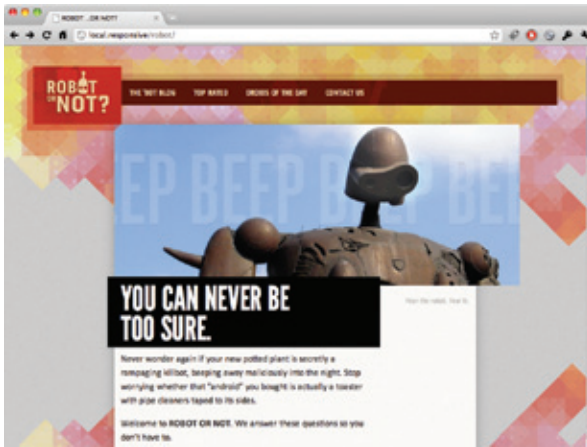 ROBOT ...OR NOT?
local.responsive/robot/
ROBOT
OR NOT?
THE 'BOT BLOG
TOP RATED
DROIDS OF THE DAY
CONTACT US
EEP BEEP BEEP BEE
YOU CAN NEVER BE
TOO SURE.
Never wonder again if your new potted plant is secretly a
rampaging killbot, beeping away maliciously into the night. Stop
worrying whether that “android” you bought is actually a toaster
with pipe cleaners taped to its sides.
Welcome to ROBOT OR NOT. We answer these questions so you
don't have to.